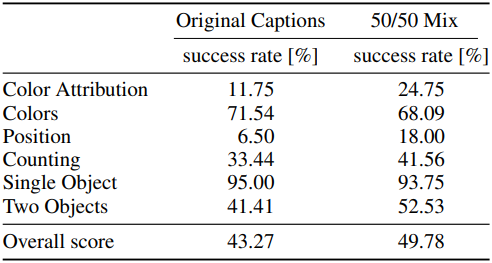 Original Captions 50/50 Mix
success rate [%] success rate [%]
Color Attribution 11.75 24.75
Colors 71.54 68.09
Position 6.50 18.00
Counting 33.44 41.56
Single Object 95.00 93.75
Two Objects 41.41 52.53
Overall score 43.27 49.78